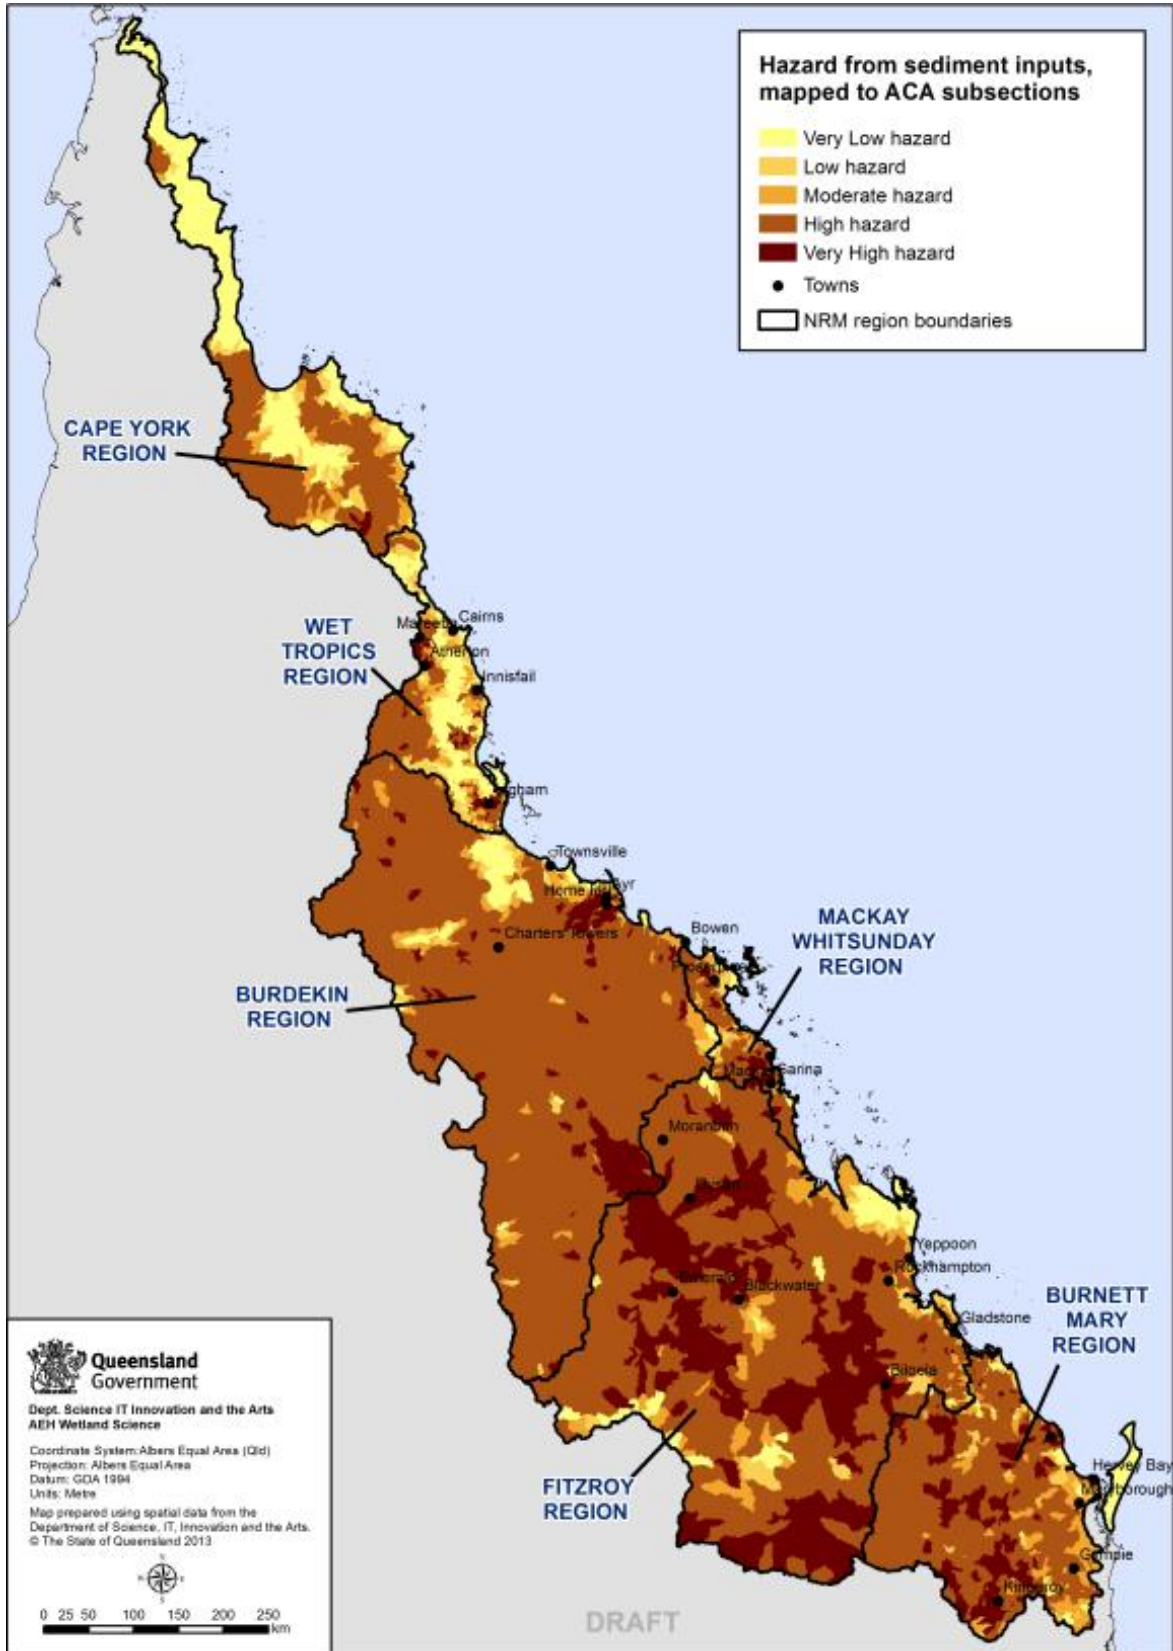 Hazard from sediment inputs,
mapped to ACA subsections
Very Low hazard
Low hazard
Moderate hazard
High hazard
Very High hazard
Towns
NRM region boundaries
CAPE YORK
REGION
WET
TROPICS
REGION
Cairns
Atherton
Innisfail
Townsville
Charters Towers
Bowen
MACKAY
WHITSUNDAY
REGION
BURDEKIN
REGION
Sarina
Moranbah
Yeppoon
Rockhampton
Blackwater
Gladstone
BURNETT
MARY
REGION
Biloela
FITZROY
REGION
Hervey Bay
Maryborough
Gympie
Kingaroy
Queensland
Government
Dept. Science IT Innovation and the Arts
AEH Wetland Science
Coordinate System:Albers Equal Area (Qld)
Projection: Albers Equal Area
Datum: GDA 1994
Units: Metre
Map prepared using spatial data from the
Department of Science, IT, Innovation and the Arts.
© The State of Queensland 2013
N
W E
S
0 25 50 100 150 200 250
km
DRAFT